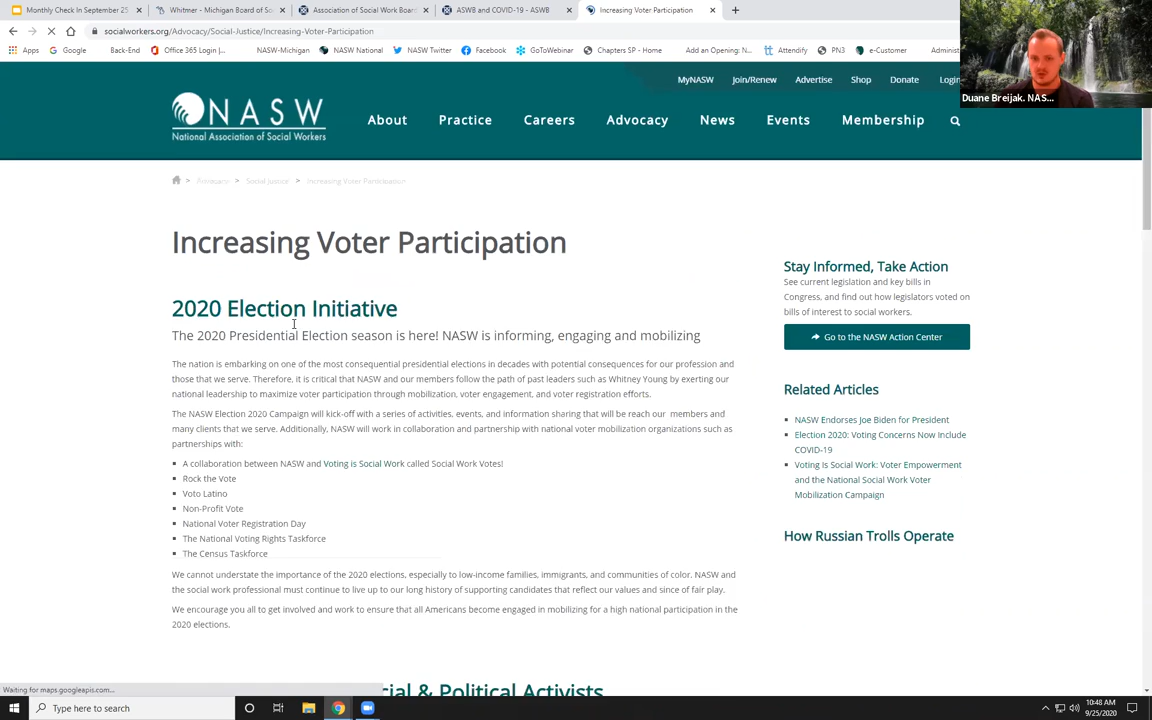 Monthly Check In September 25
Whitmer - Michigan Board of So
Association of Social Work Board
ASWB and COVID-19 - ASWB
Increasing Voter Participation
socialworkers.org/Advocacy/Social-Justice/Increasing-Voter-Participation
Apps Google Back-End Office 365 Login |... NASW-Michigan NASW National NASW Twitter Facebook GoToWebinar Chapters SP - Home Add an Opening: N... Attendify PN3 e-Customer Administ
Duane Breijak. NAS...
MyNASW Join/Renew Advertise Shop Donate Login
NASW
National Association of Social Workers
About Practice Careers Advocacy News Events Membership
> Advocacy > Social Justice > Increasing Voter Participation
Increasing Voter Participation
2020 Election Initiative
The 2020 Presidential Election season is here! NASW is informing, engaging and mobilizing
The nation is embarking on one of the most consequential presidential elections in decades with potential consequences for our profession and
those that we serve. Therefore, it is critical that NASW and our members follow the path of past leaders such as Whitney Young by exerting our
national leadership to maximize voter participation through mobilization, voter engagement, and voter registration efforts.
The NASW Election 2020 Campaign will kick-off with a series of activities, events, and information sharing that will be reach our members and
many clients that we serve. Additionally, NASW will work in collaboration and partnership with national voter mobilization organizations such as
partnerships with:
A collaboration between NASW and Voting is Social Work called Social Work Votes!
Rock the Vote
Voto Latino
Non-Profit Vote
National Voter Registration Day
The National Voting Rights Taskforce
The Census Taskforce
We cannot understate the importance of the 2020 elections, especially to low-income families, immigrants, and communities of color. NASW and
the social work professional must continue to live up to our long history of supporting candidates that reflect our values and since of fair play.
We encourage you all to get involved and work to ensure that all Americans become engaged in mobilizing for a high national participation in the
2020 elections.
cial & Political Activists
Stay Informed, Take Action
See current legislation and key bills in
Congress, and find out how legislators voted on
bills of interest to social workers.
Go to the NASW Action Center
Related Articles
NASW Endorses Joe Biden for President
Election 2020: Voting Concerns Now Include
COVID-19
Voting Is Social Work: Voter Empowerment
and the National Social Work Voter
Mobilization Campaign
How Russian Trolls Operate
Waiting for maps.googleapis.com...
Type here to search
10:48 AM
9/25/2020